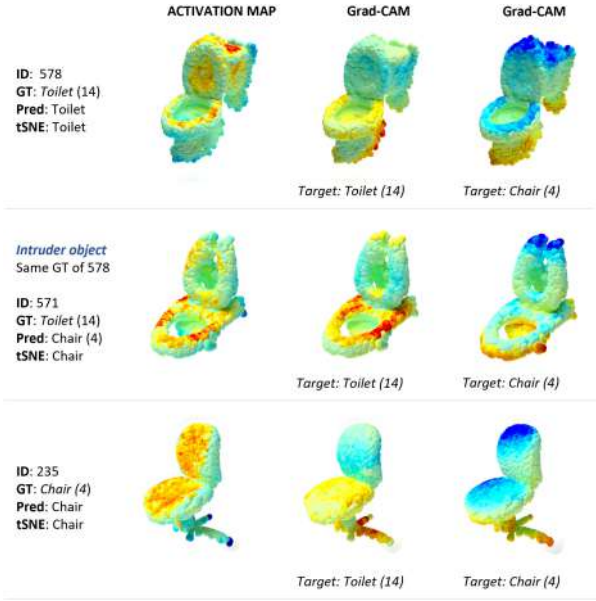 ACTIVATION MAP Grad-CAM Grad-CAM
ID: 578
GT: Toilet (14)
Pred: Toilet
tSNE: Toilet
Target: Toilet (14) Target: Chair (4)
Intruder object
Same GT of 578
ID: 571
GT: Toilet (14)
Pred: Chair (4)
tSNE: Chair
Target: Toilet (14) Target: Chair (4)
ID: 235
GT: Chair (4)
Pred: Chair
tSNE: Chair
Target: Toilet (14) Target: Chair (4)